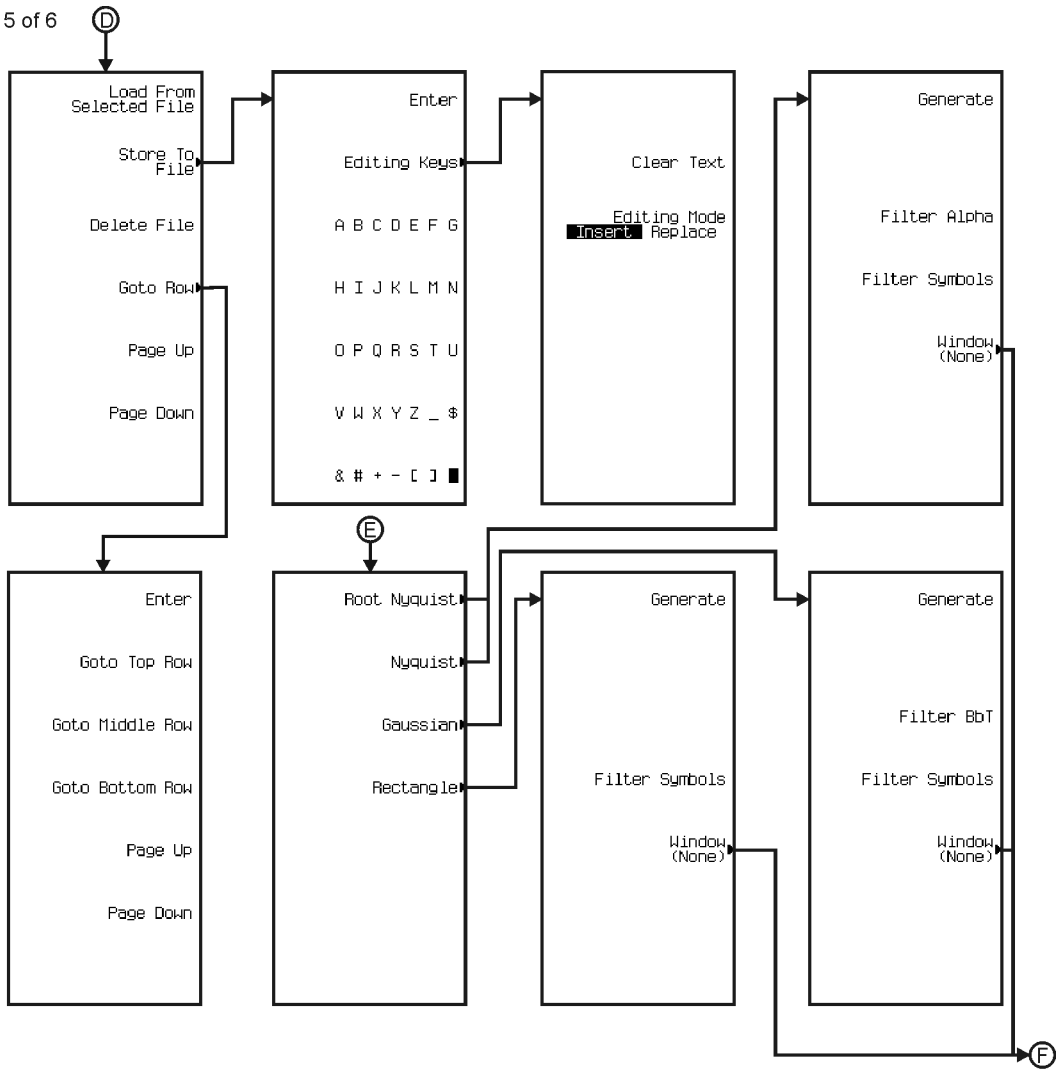 5 of 6
D
Load From
Selected File
Store To
File
Delete File
Goto Row
Page Up
Page Down
Enter
Editing Keys
A B C D E F G
H I J K L M N
O P Q R S T U
V W X Y Z _ $
& # + - [ ] █
Clear Text
Editing Mode
Insert Replace
Generate
Filter Alpha
Filter Symbols
Window
(None)
Enter
Goto Top Row
Goto Middle Row
Goto Bottom Row
Page Up
Page Down
E
Root Nyquist
Nyquist
Gaussian
Rectangle
Generate
Filter Symbols
Window
(None)
Generate
Filter BbT
Filter Symbols
Window
(None)
F